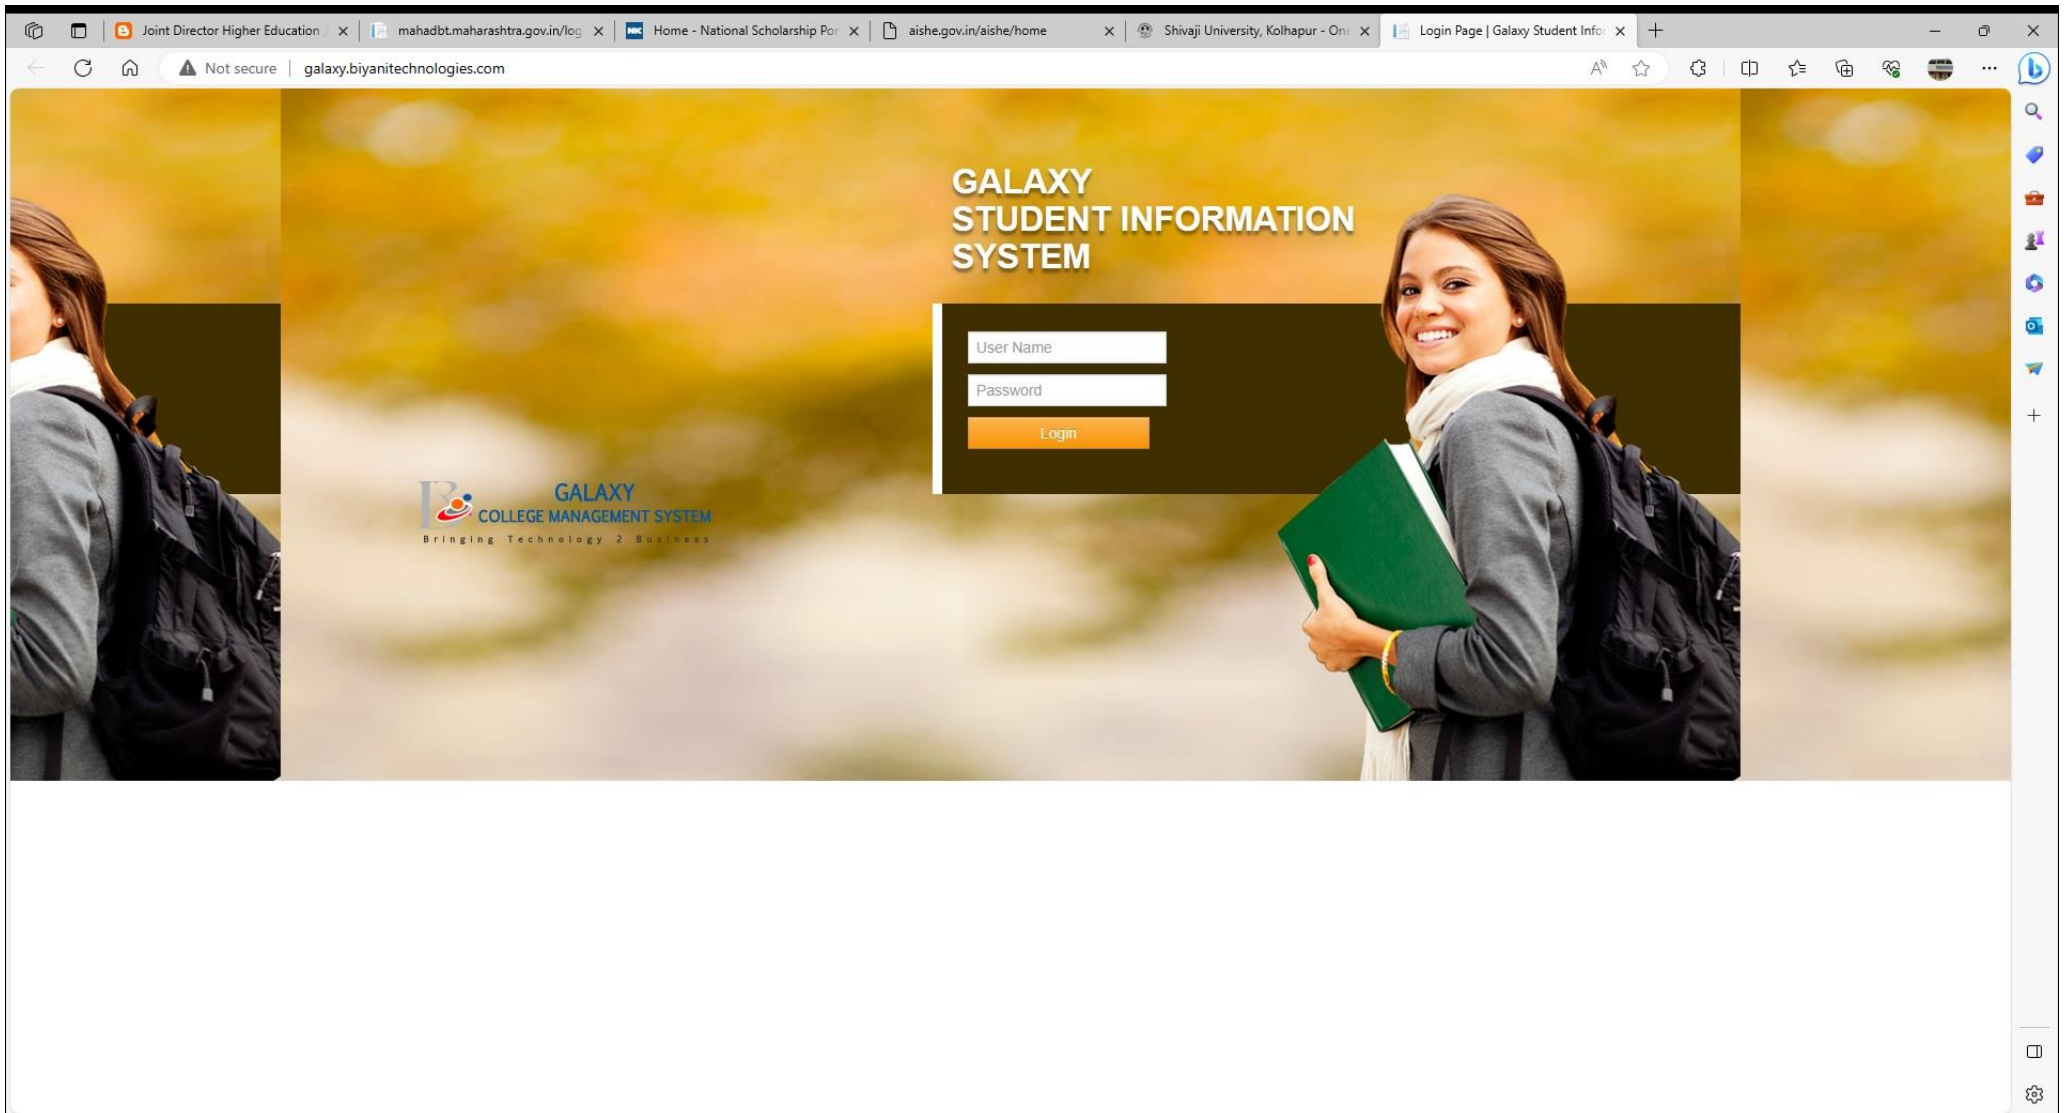 Joint Director Higher Education
mahadbt.maharashtra.gov.in/log
Home - National Scholarship Por
aishe.gov.in/aishe/home
Shivaji University, Kolhapur - On
Login Page | Galaxy Student Info
Not secure
galaxy.biyanitechnologies.com
GALAXY
STUDENT INFORMATION
SYSTEM
User Name
Password
Login
GALAXY
COLLEGE MANAGEMENT SYSTEM
Bringing Technology 2 Business